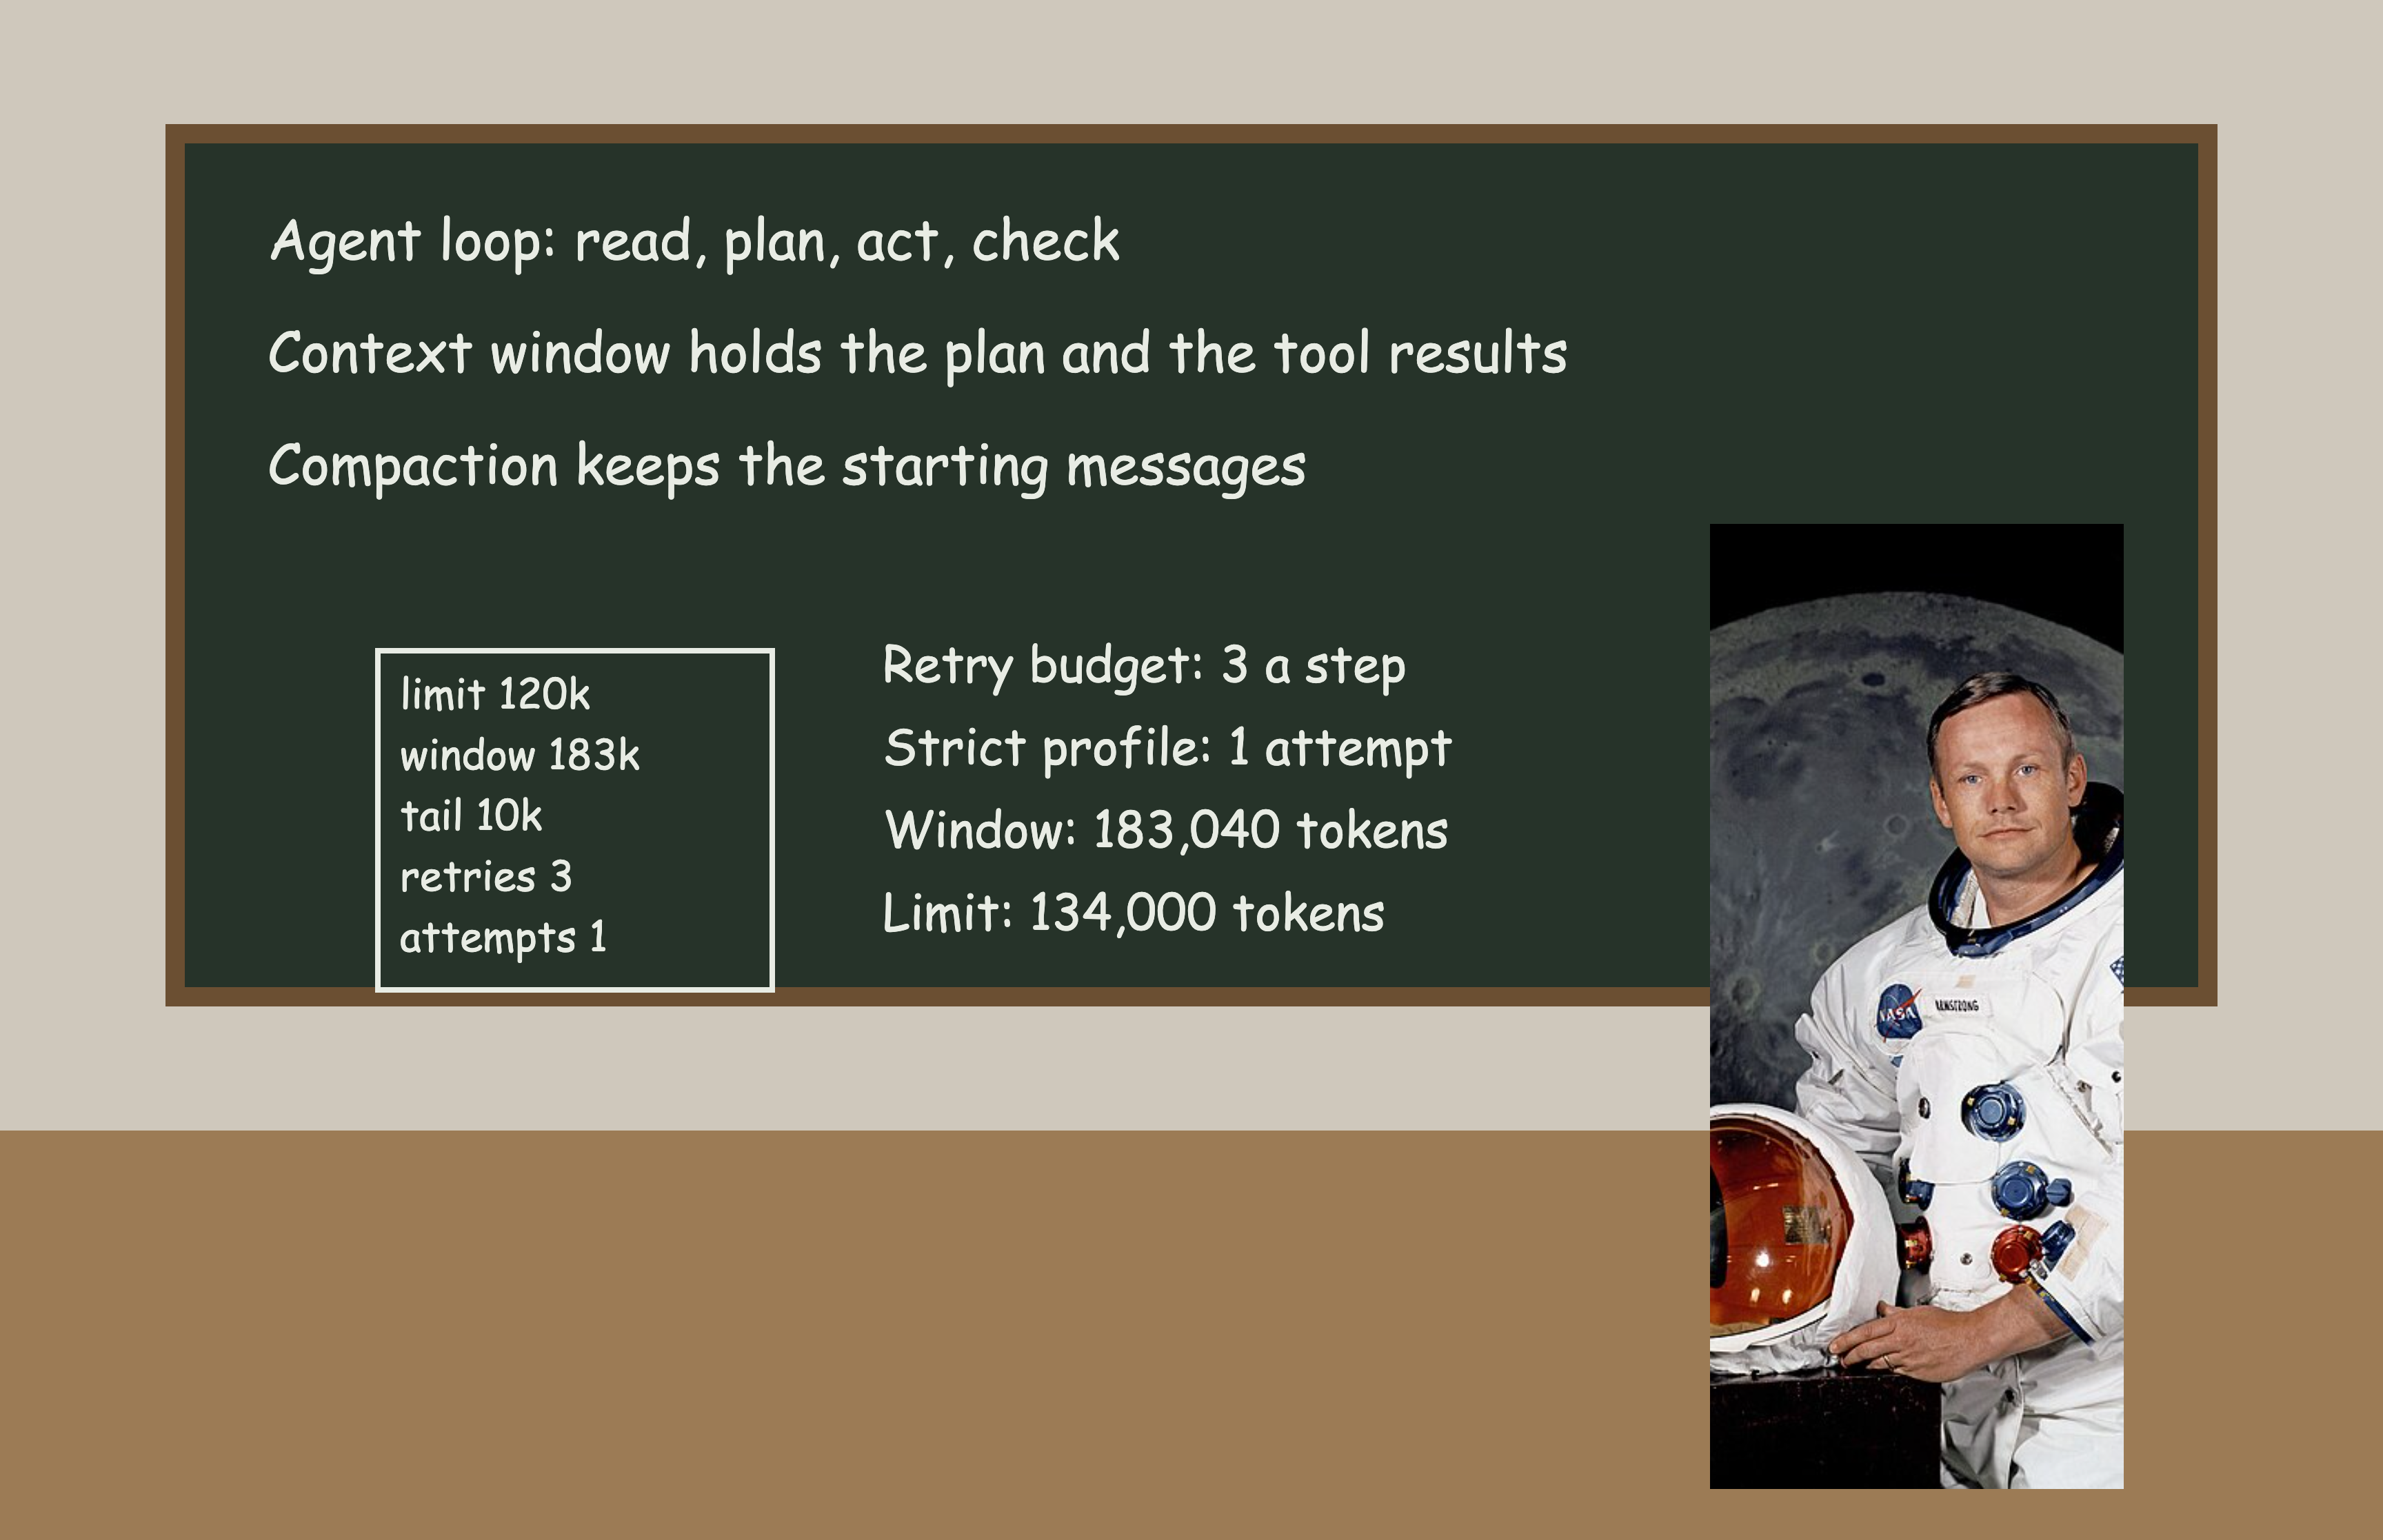 Agent loop: read, plan, act, check
Context window holds the plan and the tool results
Compaction keeps the starting messages
limit 120k
window 183k
tail 10k
retries 3
attempts 1
Retry budget: 3 a step
Strict profile: 1 attempt
Window: 183,040 tokens
Limit: 134,000 tokens
NASA
ARMSTRONG